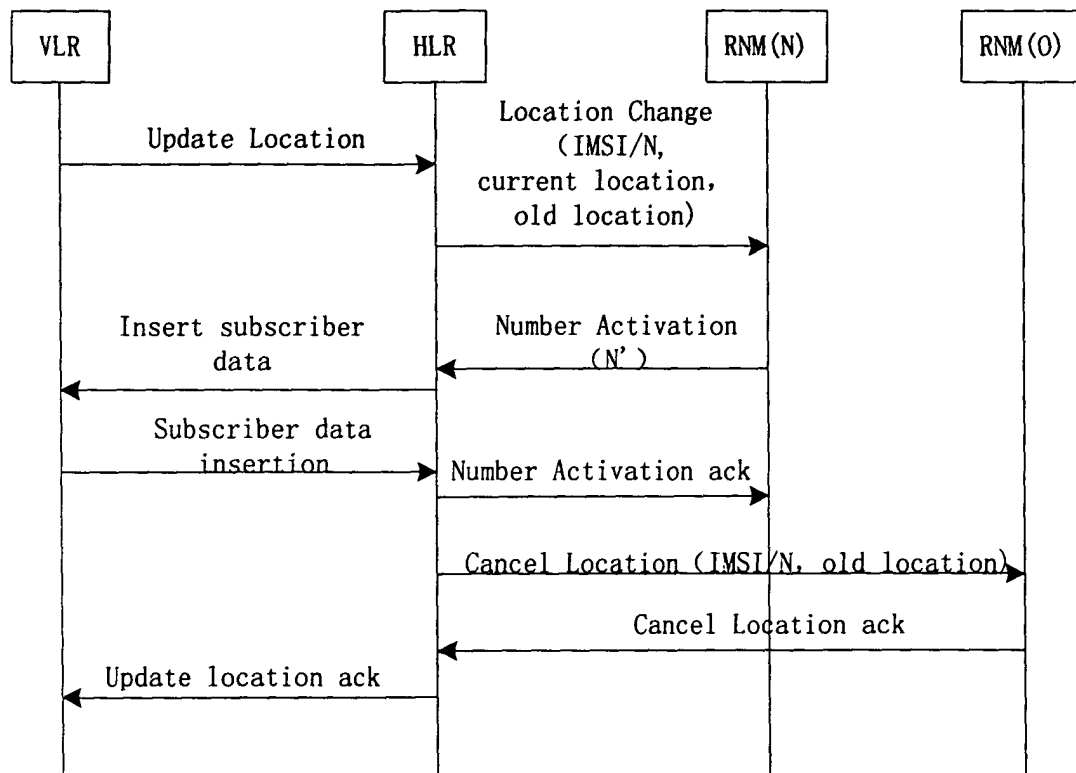 VLR
HLR
RNM(N)
RNM(O)
Update Location
Location Change
(IMSI/N,
current location,
old location)
Insert subscriber
data
Number Activation
(N')
Subscriber data
insertion
Number Activation ack
Cancel Location (IMSI/N, old location)
Cancel Location ack
Update location ack